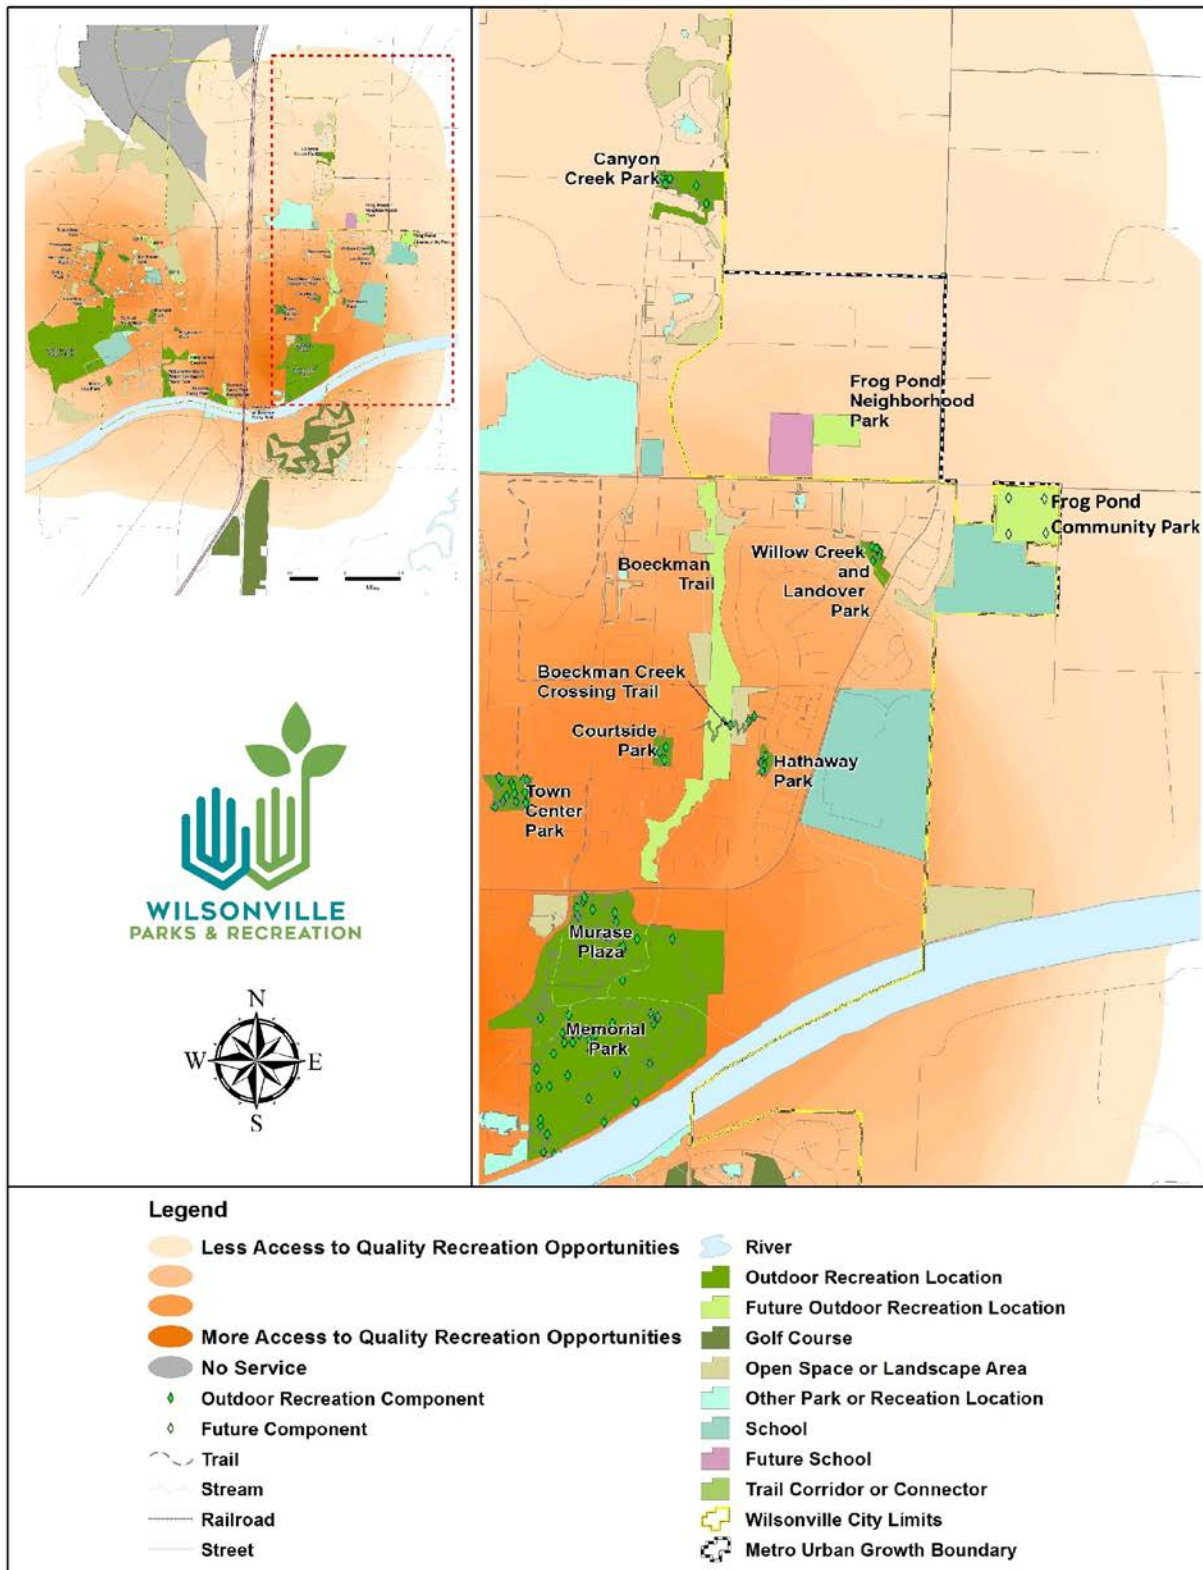 Canyon
Creek Park
Frog Pond
Neighborhood
Park
Frog Pond
Community Park
Willow Creek
and
Landover
Park
Boeckman
Trail
Boeckman Creek
Crossing Trail
Courtside
Park
Hathaway
Park
Town
Center
Park
Murase
Plaza
Memorial
Park
WILSONVILLE
PARKS & RECREATION
N
W
E
S
Legend
Less Access to Quality Recreation Opportunities
More Access to Quality Recreation Opportunities
No Service
Outdoor Recreation Component
Future Component
Trail
Stream
Railroad
Street
River
Outdoor Recreation Location
Future Outdoor Recreation Location
Golf Course
Open Space or Landscape Area
Other Park or Receation Location
School
Future School
Trail Corridor or Connector
Wilsonville City Limits
Metro Urban Growth Boundary